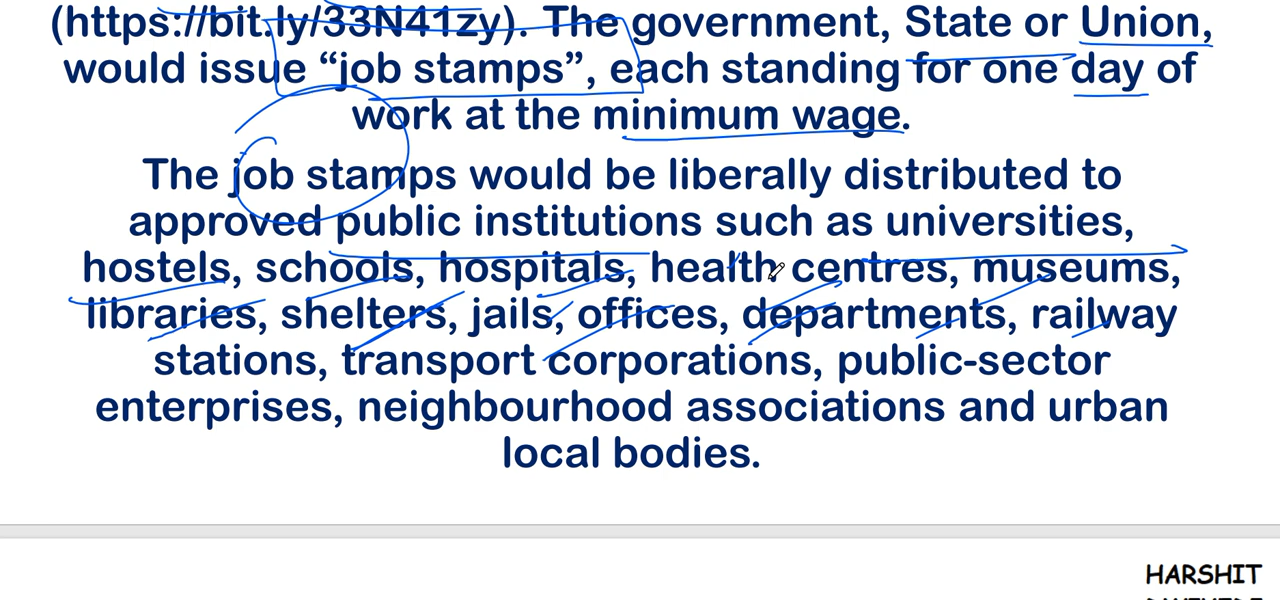 (https://bit.ly/33N41zy). The government, State or Union,
would issue “job stamps”, each standing for one day of
work at the minimum wage.
The job stamps would be liberally distributed to
approved public institutions such as universities,
hostels, schools, hospitals, health centres, museums,
libraries, shelters, jails, offices, departments, railway
stations, transport corporations, public-sector
enterprises, neighbourhood associations and urban
local bodies.
HARSHIT